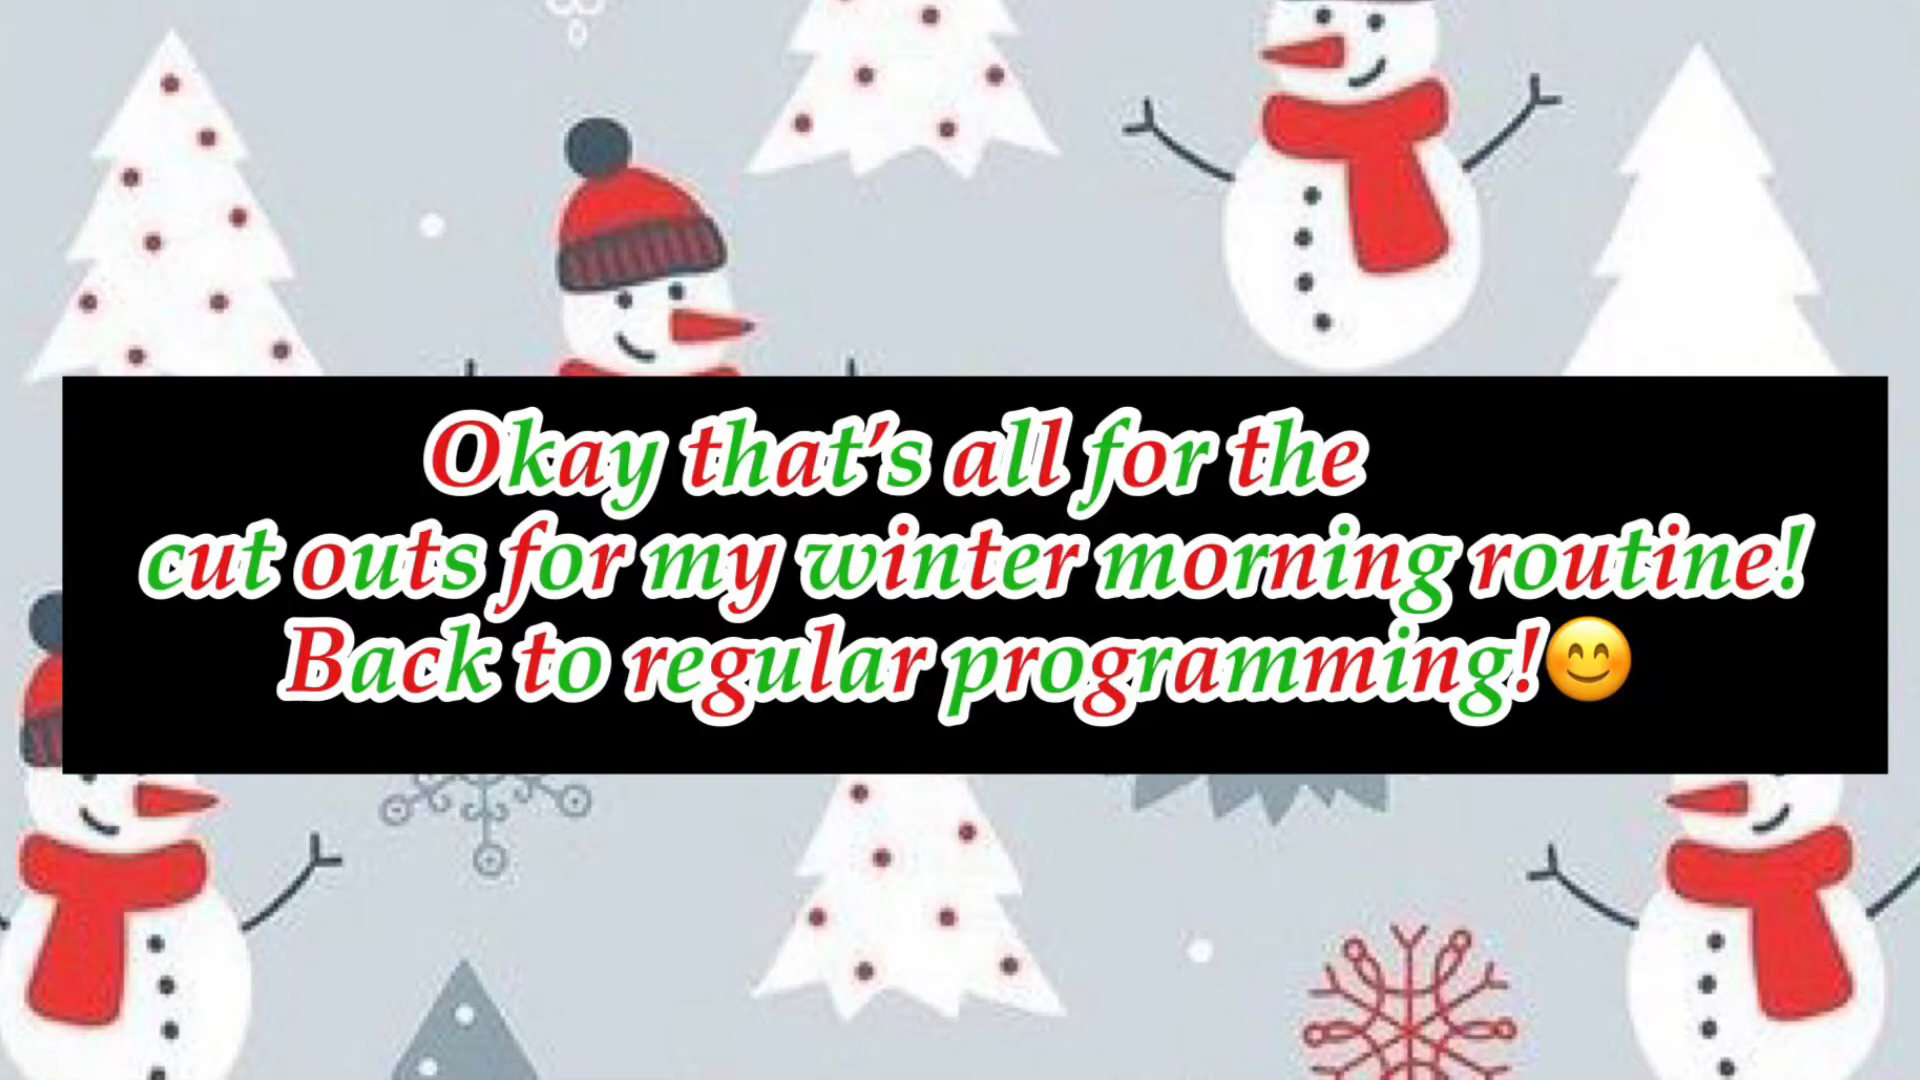 Okay that’s all for the
cut outs for my winter morning routine!
Back to regular programming!😊